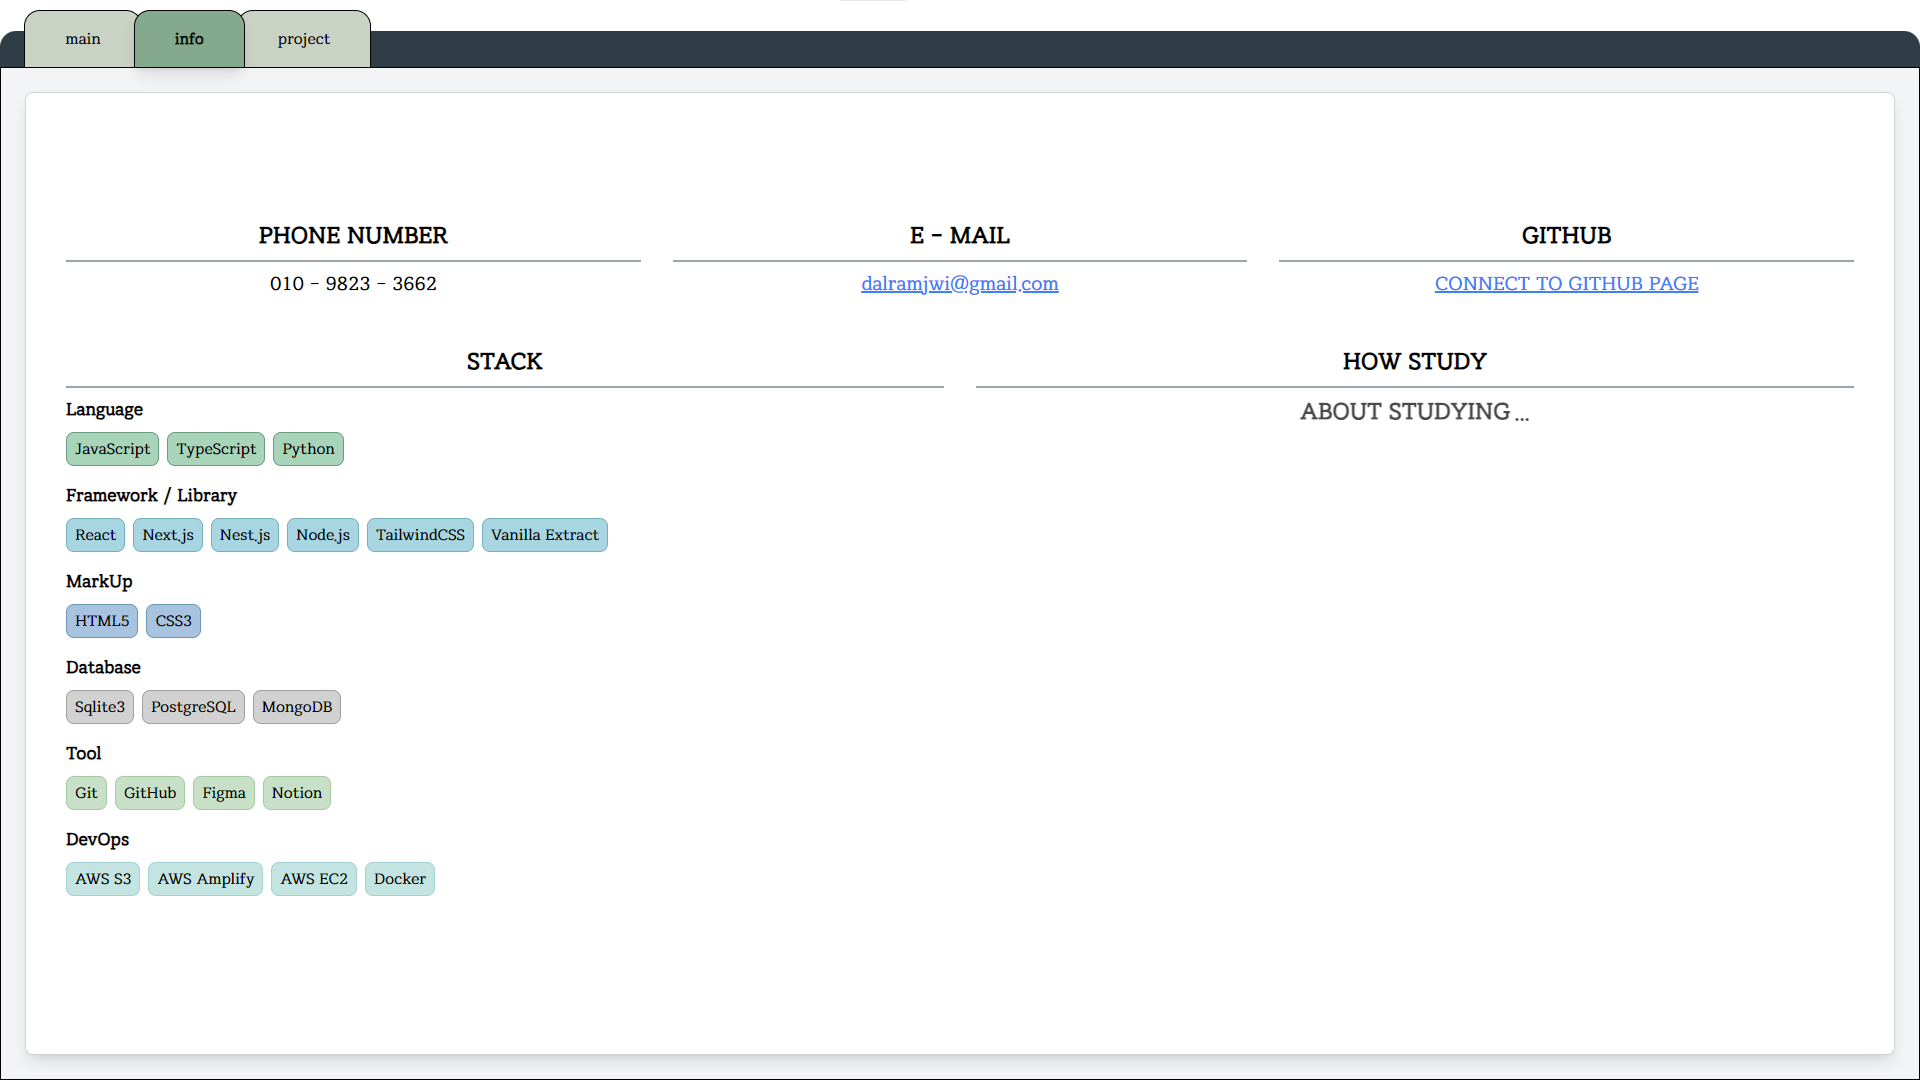 main
info
project
PHONE NUMBER
010 - 9823 - 3662
E - MAIL
dalramjwi@gmail.com
GITHUB
CONNECT TO GITHUB PAGE
STACK
Language
JavaScript TypeScript Python
Framework / Library
React Next.js Nest.js Node.js TailwindCSS Vanilla Extract
MarkUp
HTML5 CSS3
Database
Sqlite3 PostgreSQL MongoDB
Tool
Git GitHub Figma Notion
DevOps
AWS S3 AWS Amplify AWS EC2 Docker
HOW STUDY
ABOUT STUDYING ...